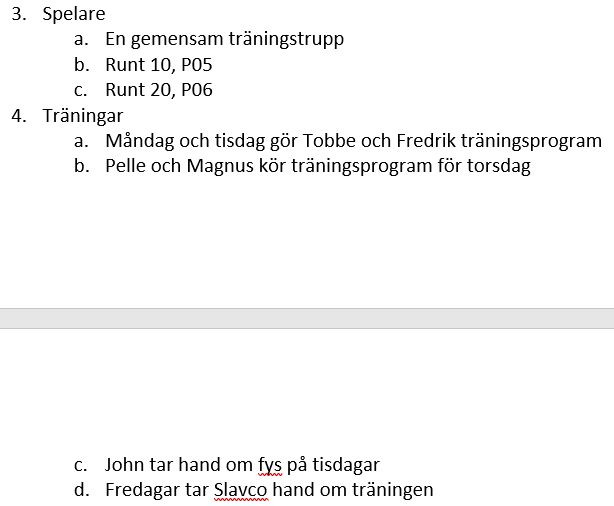 3. Spelare
a. En gemensam träningstrupp
b. Runt 10, P05
c. Runt 20, P06
4. Träningar
a. Måndag och tisdag gör Tobbe och Fredrik träningsprogram
b. Pelle och Magnus kör träningsprogram för torsdag
c. John tar hand om fys på tisdagar
d. Fredagar tar Slavco hand om träningen